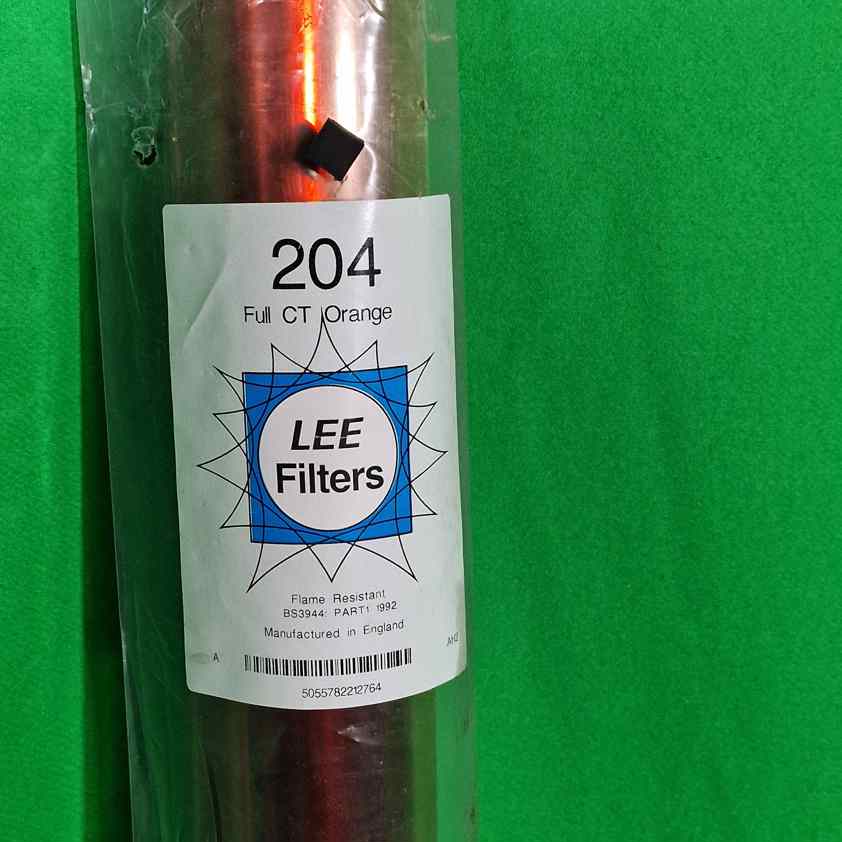 204
Full CT Orange
LEE
Filters
Flame Resistant
BS3944: PART1 1992
Manufactured in England
A
5055782212764